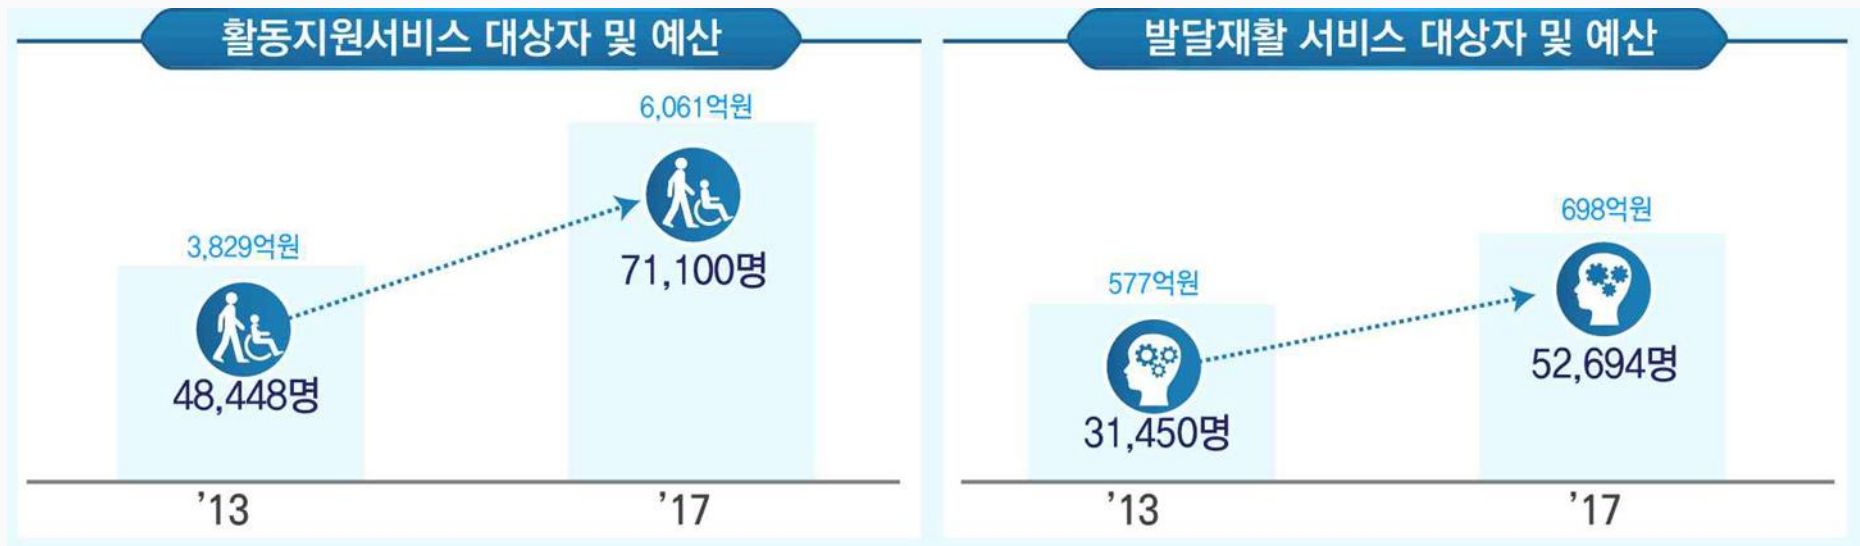 활동지원서비스 대상자 및 예산
6,061억원
71,100명
3,829억원
48,448명
’13
’17
발달재활 서비스 대상자 및 예산
698억원
52,694명
577억원
31,450명
’13
’17